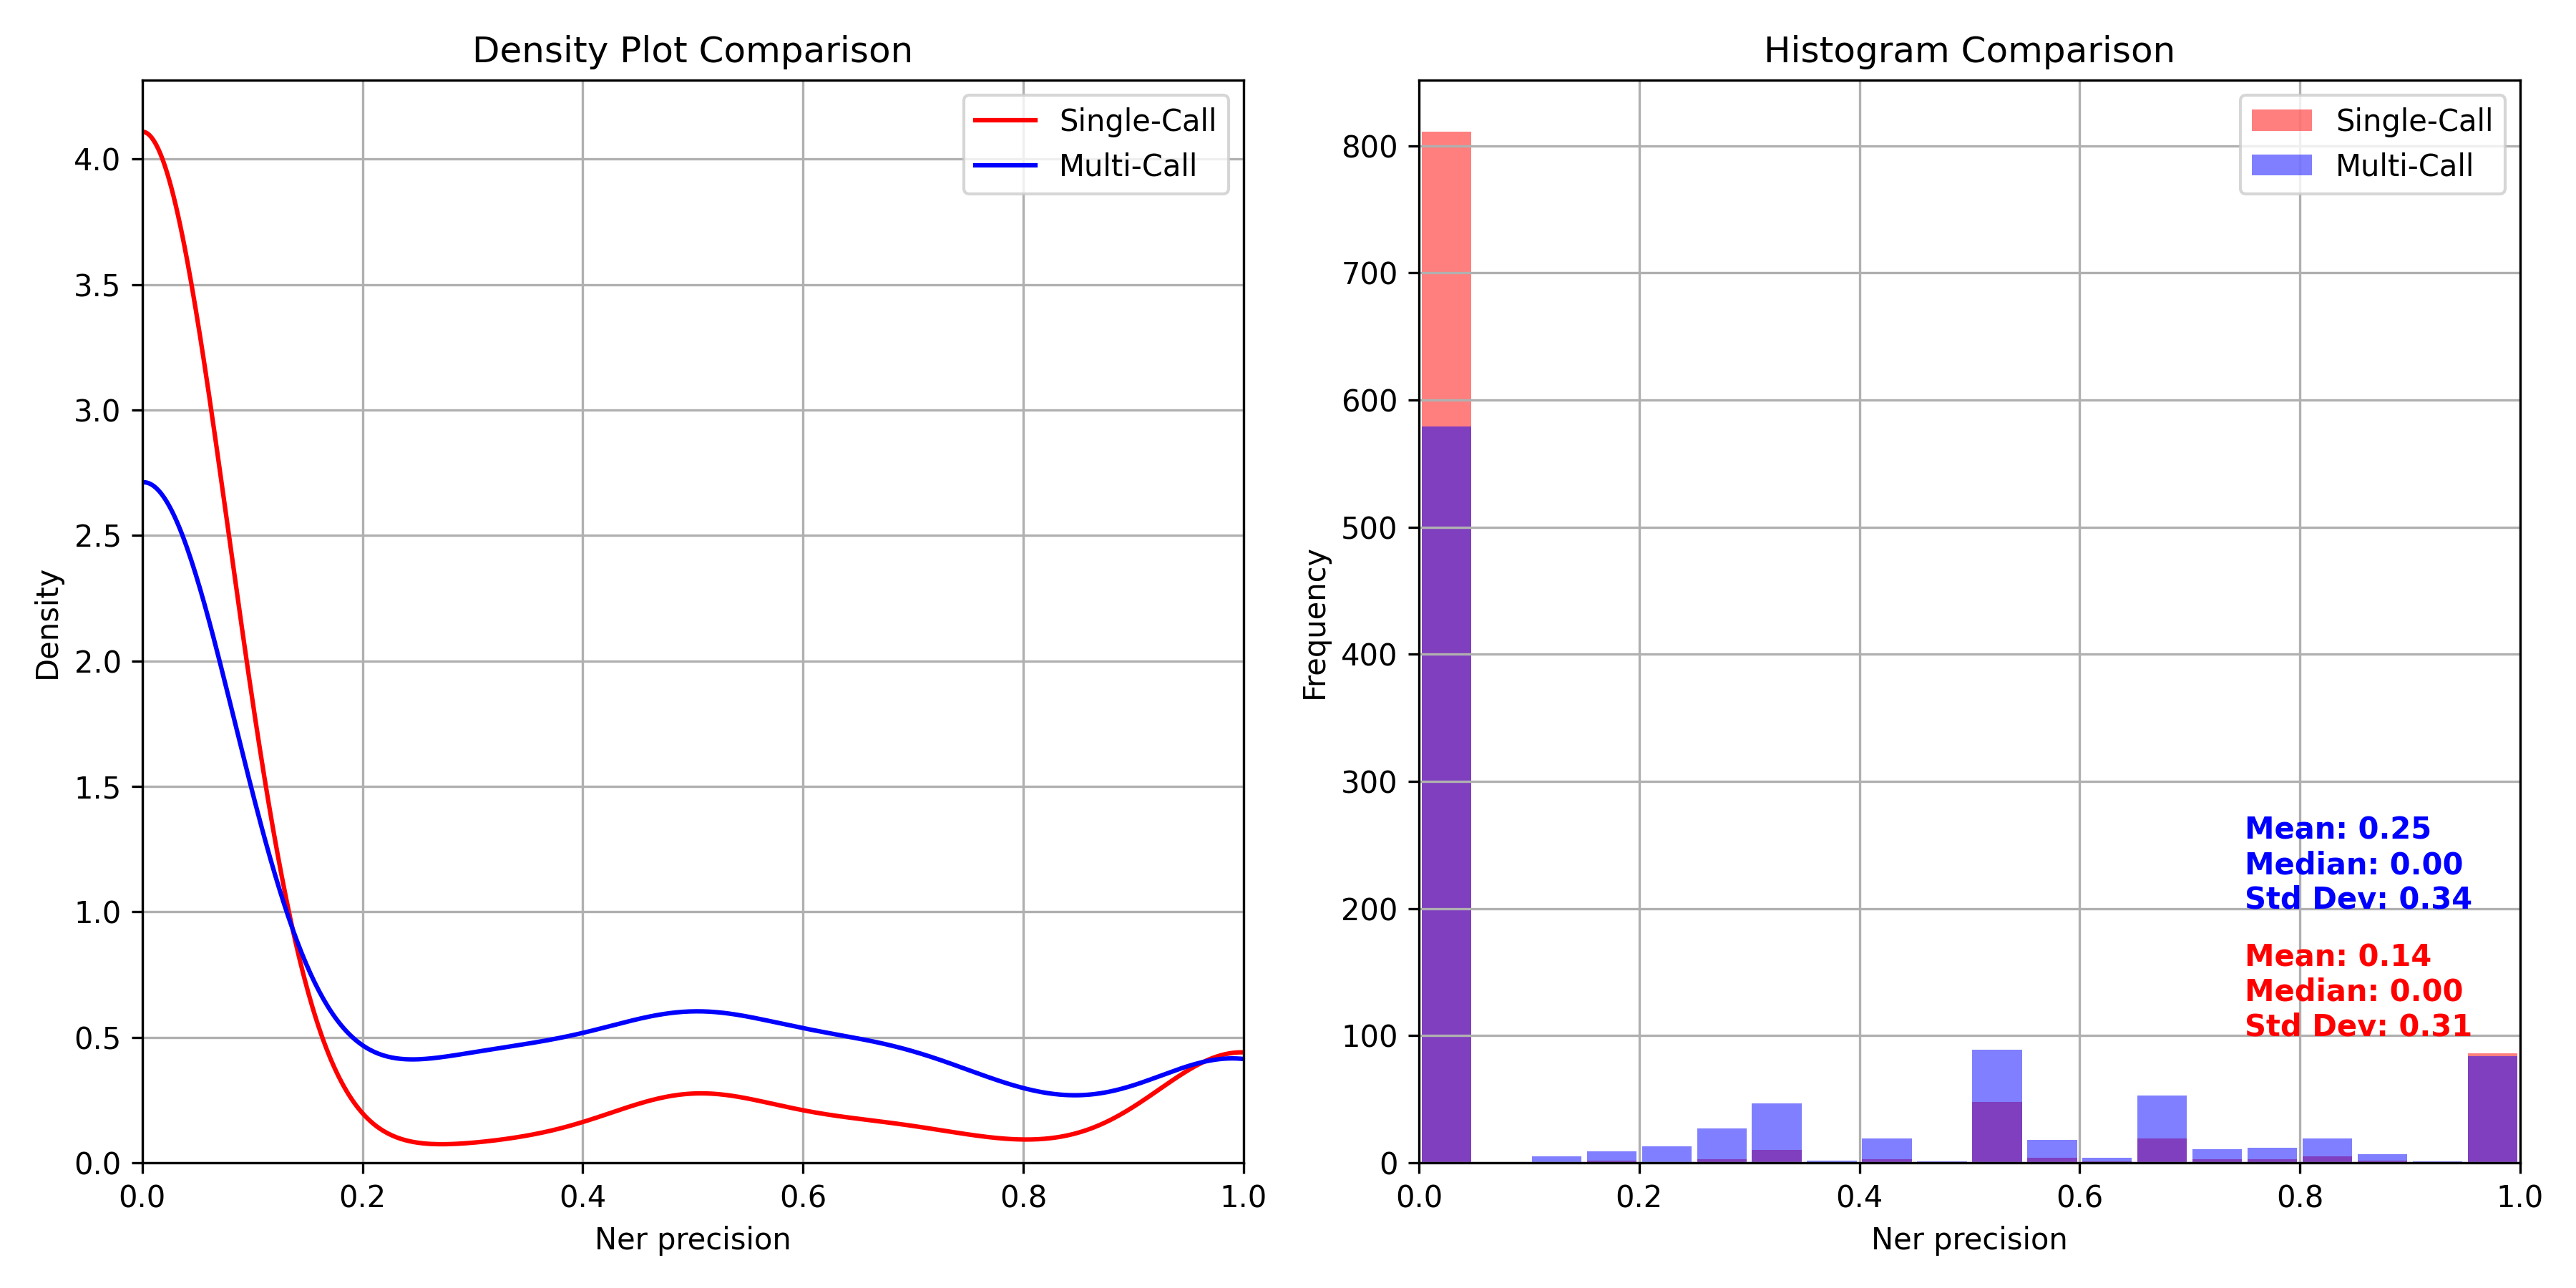 Density Plot Comparison
Single-Call
Multi-Call
4.0
3.5
3.0
2.5
2.0
1.5
1.0
0.5
0.0
Density
0.0 0.2 0.4 0.6 0.8 1.0
Ner precision
Histogram Comparison
Single-Call
Multi-Call
800
700
600
500
400
300
200
100
0
Frequency
Mean: 0.25
Median: 0.00
Std Dev: 0.34
Mean: 0.14
Median: 0.00
Std Dev: 0.31
0.0 0.2 0.4 0.6 0.8 1.0
Ner precision